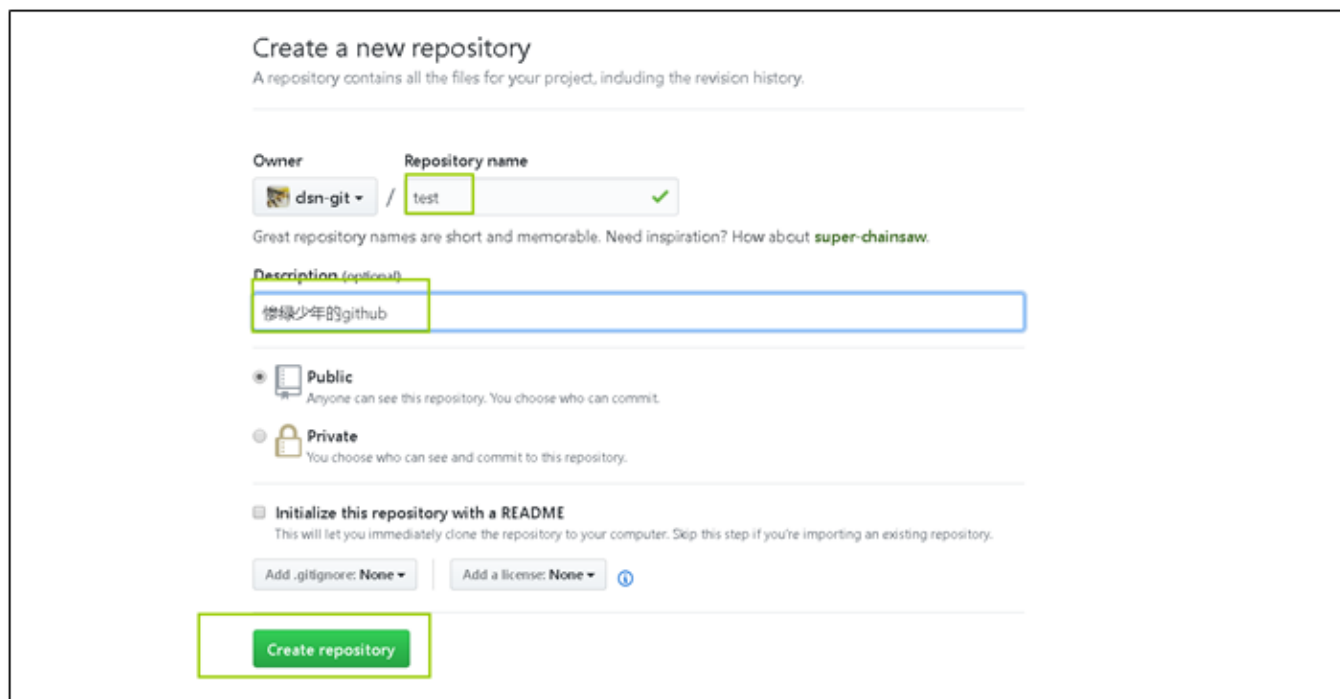 Create a new repository
A repository contains all the files for your project, including the revision history.
Owner Repository name
dsn-git / test
Great repository names are short and memorable. Need inspiration? How about super-chainsaw.
Description (optional)
惨绿少年的github
Public
Anyone can see this repository. You choose who can commit.
Private
You choose who can see and commit to this repository.
Initialize this repository with a README
This will let you immediately clone the repository to your computer. Skip this step if you're importing an existing repository.
Add .gitignore: None Add a license: None
Create repository